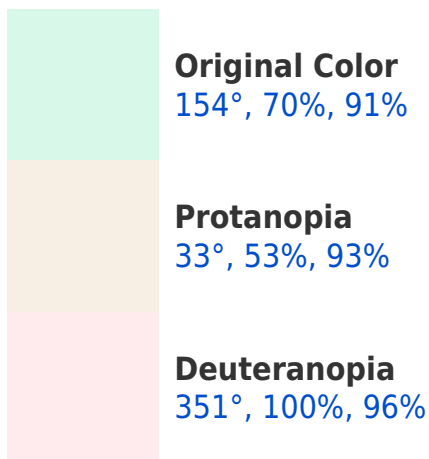 Original Color
154°, 70%, 91%
Protanopia
33°, 53%, 93%
Deuteranopia
351°, 100%, 96%